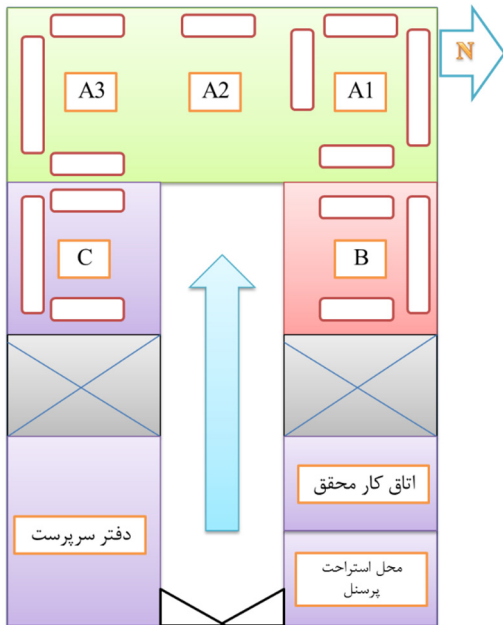 N
A3
A2
A1
C
B
دفتر سرپرست
اتاق کار محقق
محل استراحت
پرسنل